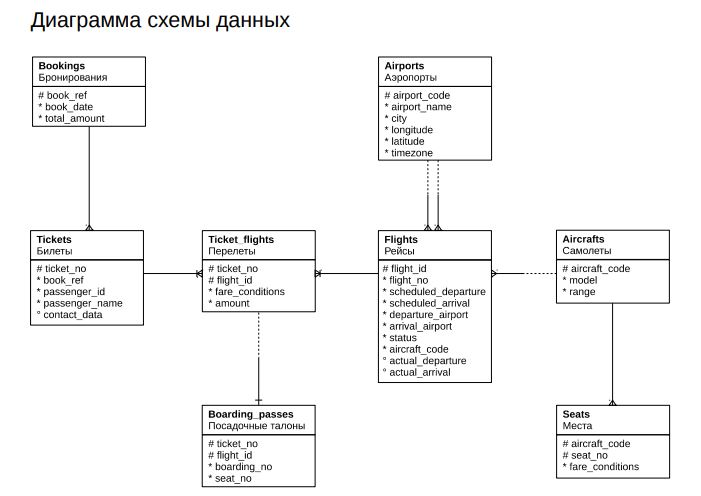 Диаграмма схемы данных
Bookings
Бронирования
# book_ref
* book_date
* total_amount
Airports
Аэропорты
# airport_code
* airport_name
* city
* longitude
* latitude
* timezone
Tickets
Билеты
# ticket_no
* book_ref
* passenger_id
* passenger_name
° contact_data
Ticket_flights
Перелеты
# ticket_no
# flight_id
* fare_conditions
* amount
Flights
Рейсы
# flight_id
* flight_no
* scheduled_departure
* scheduled_arrival
* departure_airport
* arrival_airport
* status
* aircraft_code
° actual_departure
° actual_arrival
Aircrafts
Самолеты
# aircraft_code
* model
* range
Boarding_passes
Посадочные талоны
# ticket_no
# flight_id
* boarding_no
* seat_no
Seats
Места
# aircraft_code
# seat_no
* fare_conditions